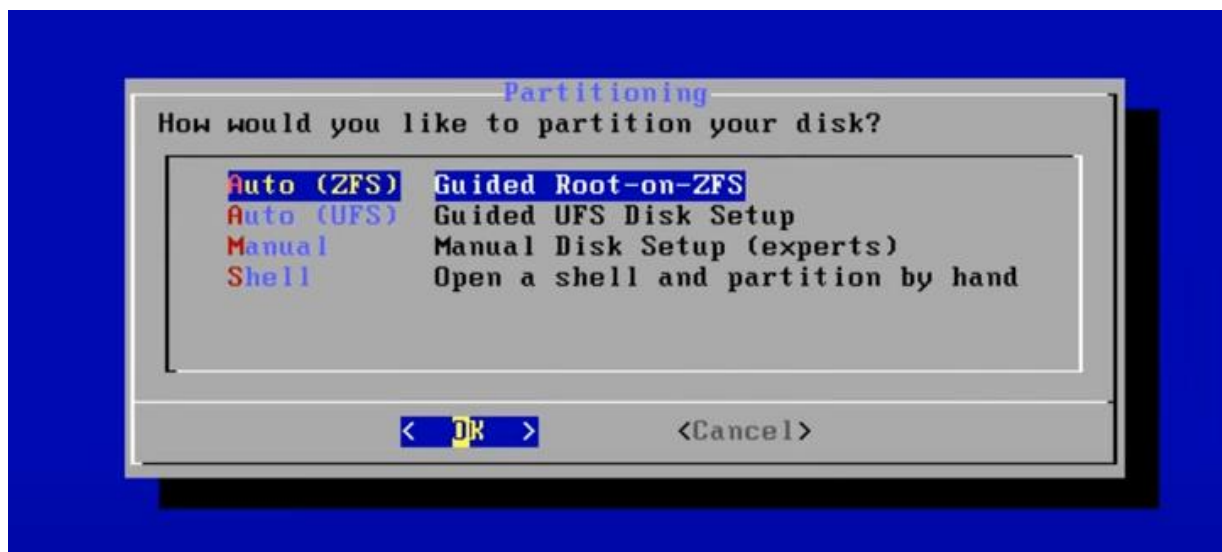 Partitioning
How would you like to partition your disk?
Auto (ZFS) Guided Root-on-ZFS
Auto (UFS) Guided UFS Disk Setup
Manual Manual Disk Setup (experts)
Shell Open a shell and partition by hand
< OK > <Cancel>